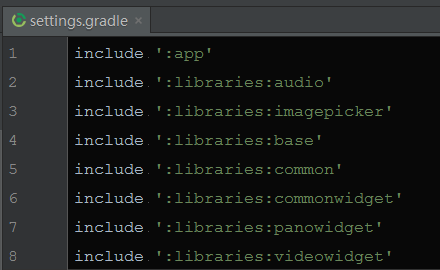 settings.gradle
1 include ':app'
2 include ':libraries:audio'
3 include ':libraries:imagepicker'
4 include ':libraries:base'
5 include ':libraries:common'
6 include ':libraries:commonwidget'
7 include ':libraries:panowidget'
8 include ':libraries:videowidget'